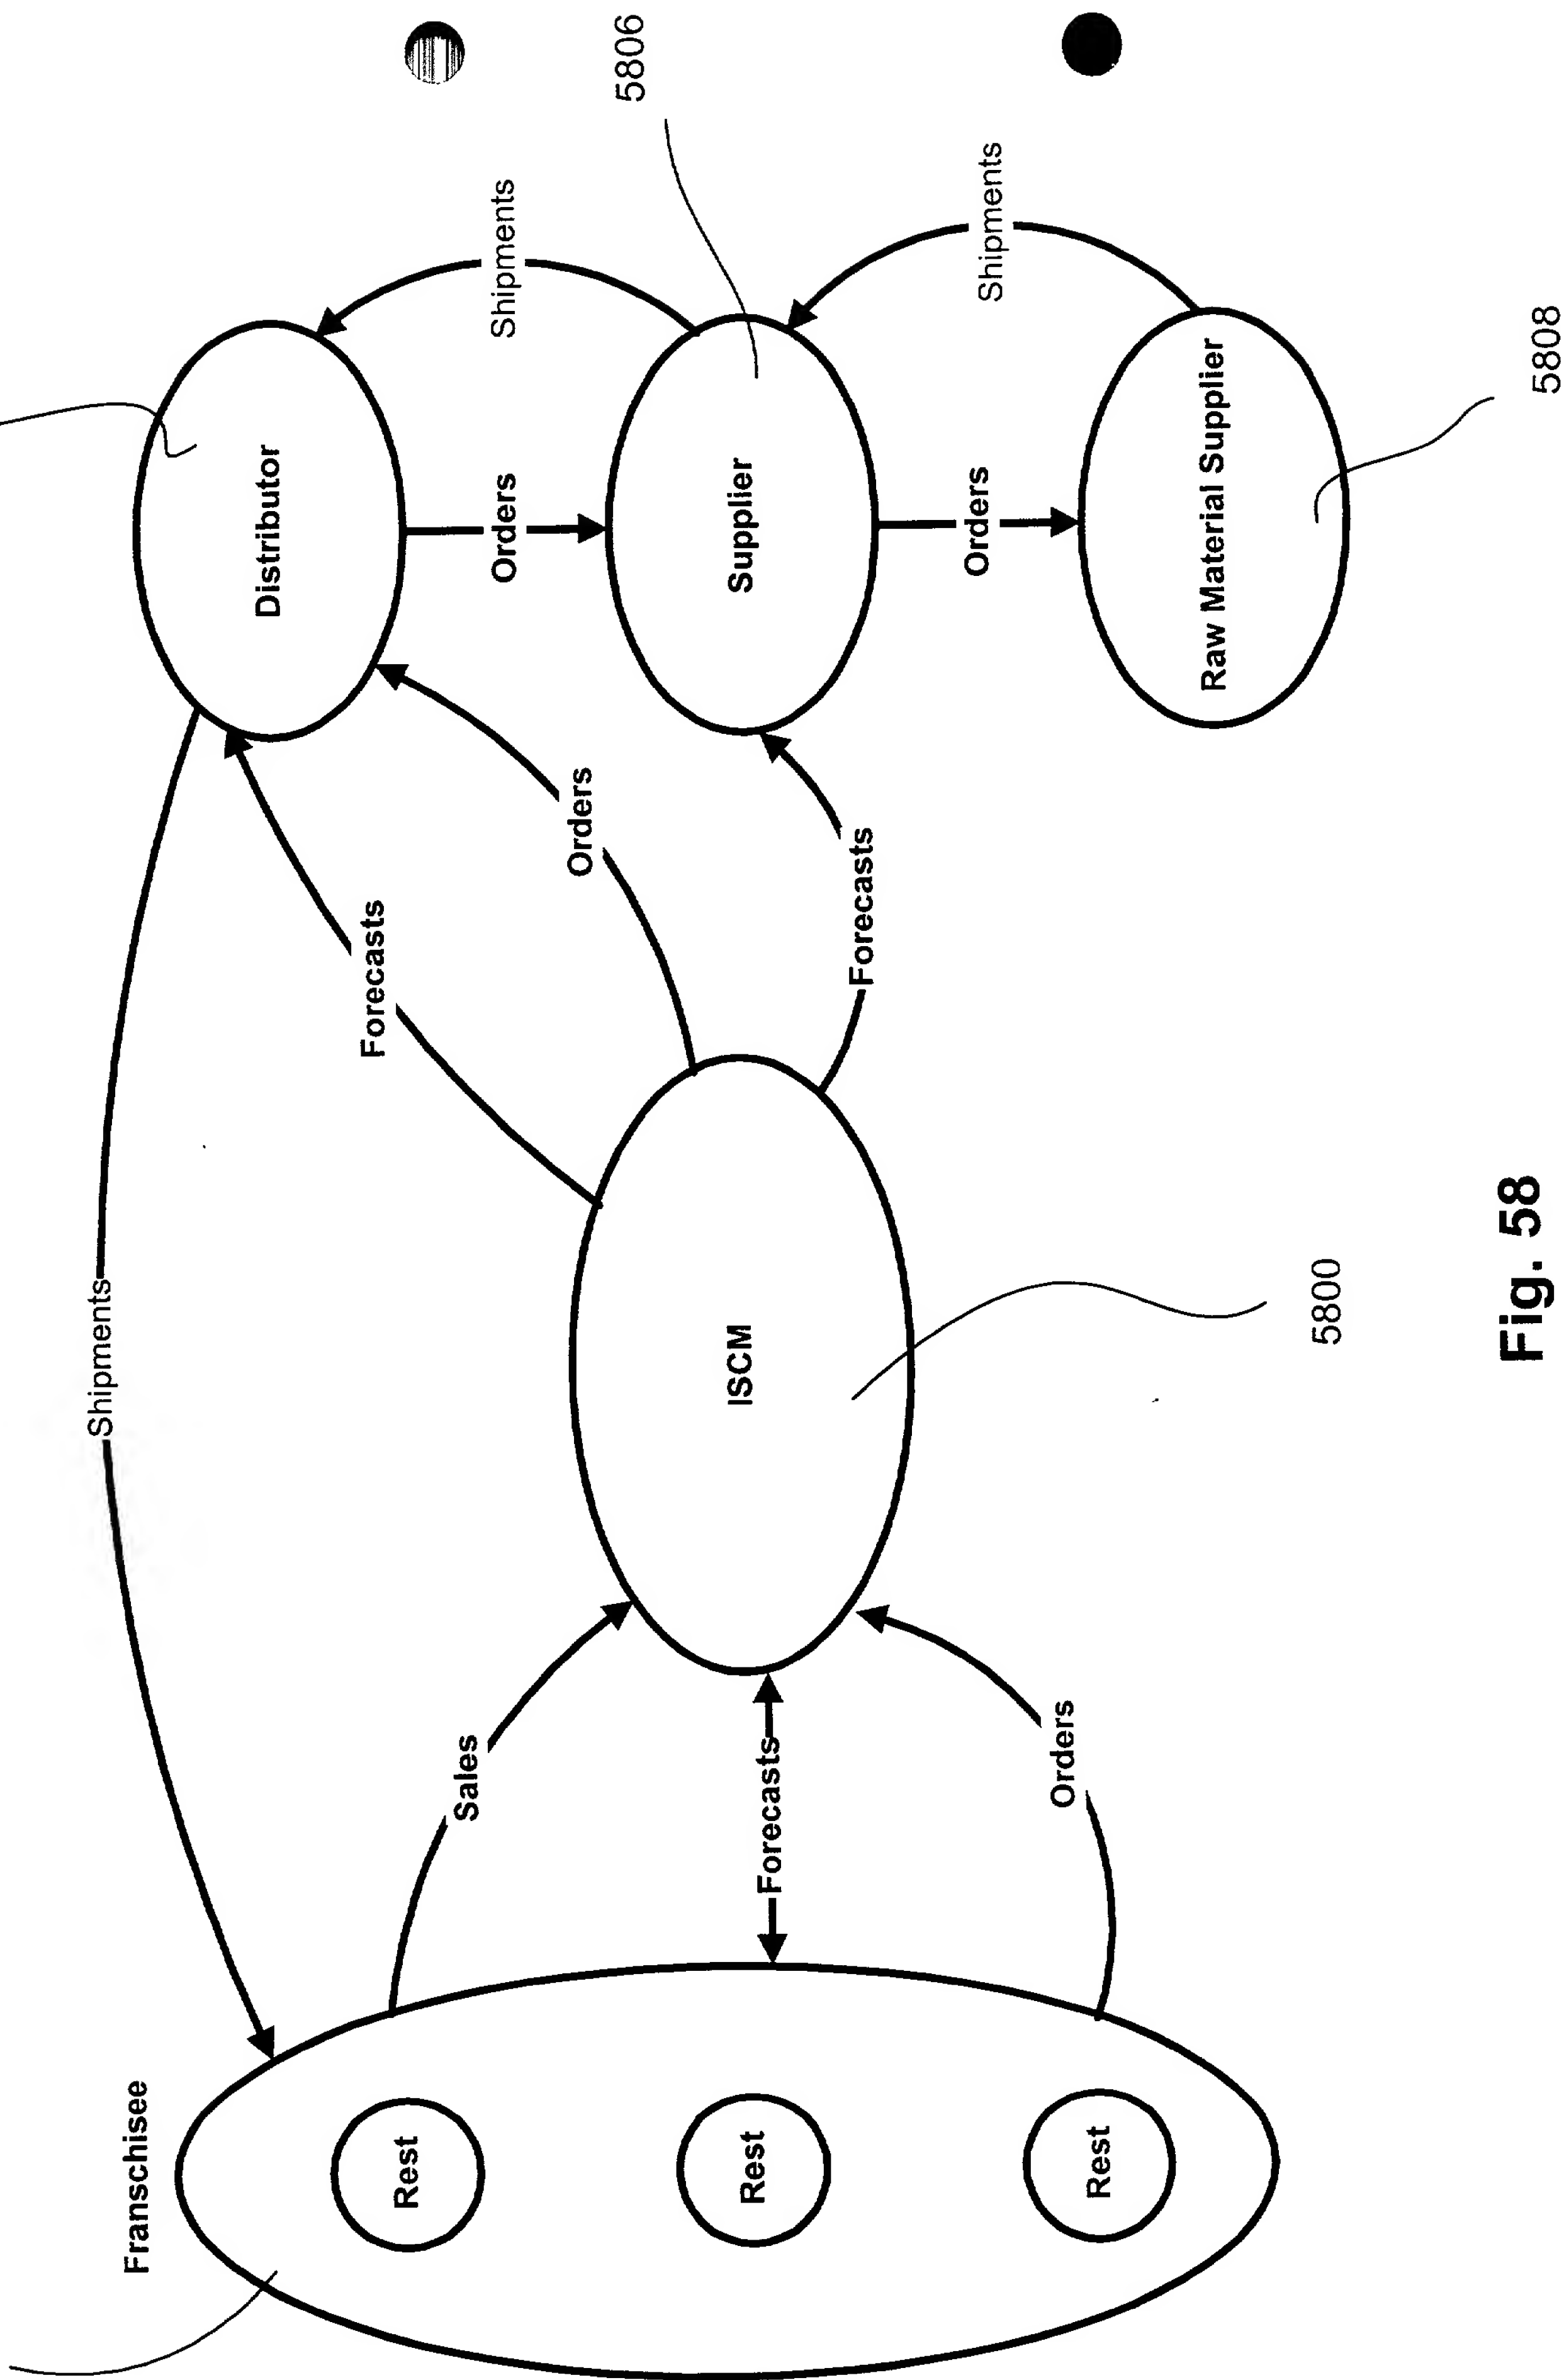 Franschisee
Shipments
Rest
Rest
Rest
Sales
Forecasts
Orders
ISCM
5800
Forecasts
Orders
Forecasts
Distributor
Shipments
Orders
5806
Supplier
Shipments
Orders
Raw Material Supplier
5808
Fig. 58